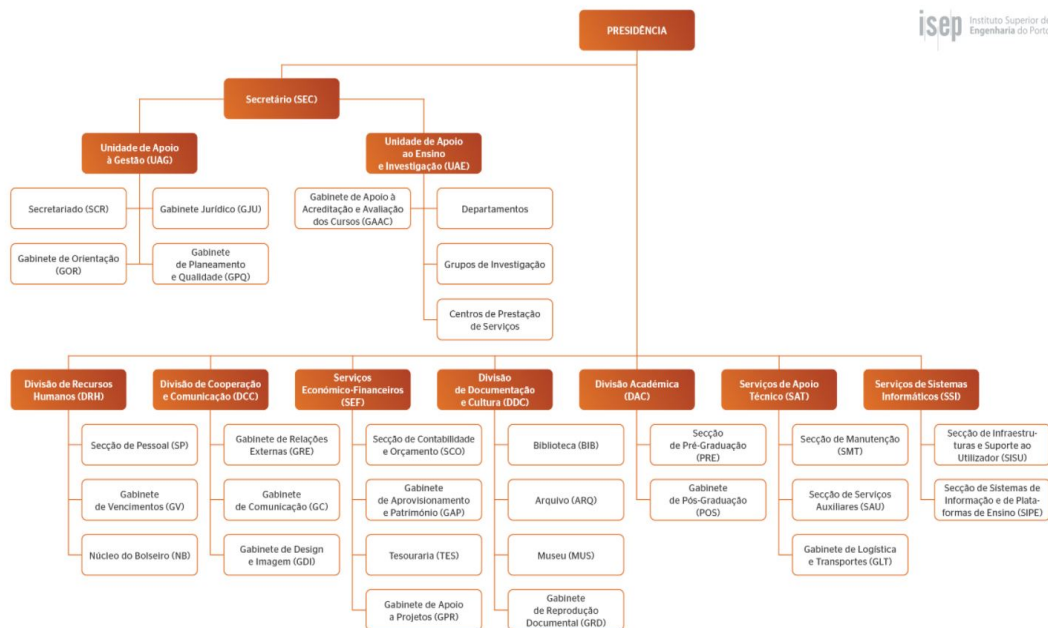 PRESIDÊNCIA
isep
Instituto Superior de
Engenharia do Porto
Secretário (SEC)
Unidade de Apoio
à Gestão (UAG)
Unidade de Apoio
ao Ensino
e Investigação (UAE)
Secretariado (SCR)
Gabinete Jurídico (GJU)
Gabinete de Apoio à
Acreditação e Avaliação
dos Cursos (GAAC)
Departamentos
Gabinete de Orientação
(GOR)
Gabinete
de Planeamento
e Qualidade (GPQ)
Grupos de Investigação
Centros de Prestação
de Serviços
Divisão de Recursos
Humanos (DRH)
Divisão de Cooperação
e Comunicação (DCC)
Serviços
Económico-Financeiros
(SEF)
Divisão
de Documentação
e Cultura (DDC)
Divisão Académica
(DAC)
Serviços de Apoio
Técnico (SAT)
Serviços de Sistemas
Informáticos (SSI)
Secção de Pessoal (SP)
Gabinete de Relações
Externas (GRE)
Secção de Contabilidade
e Orçamento (SCO)
Biblioteca (BIB)
Secção
de Pré-Graduação
(PRE)
Secção de Manutenção
(SMT)
Secção de Infraestru-
turas e Suporte ao
Utilizador (SISU)
Gabinete
de Vencimentos (GV)
Gabinete
de Comunicação (GC)
Gabinete
de Aprovisionamento
e Património (GAP)
Arquivo (ARQ)
Gabinete
de Pós-Graduação
(POS)
Secção de Serviços
Auxiliares (SAU)
Secção de Sistemas de
Informação e de Plata-
formas de Ensino (SIPE)
Núcleo do Bolseiro (NB)
Gabinete de Design
e Imagem (GDI)
Tesouraria (TES)
Museu (MUS)
Gabinete de Logística
e Transportes (GLT)
Gabinete de Apoio
a Projetos (GPR)
Gabinete
de Reprodução
Documental (GRD)